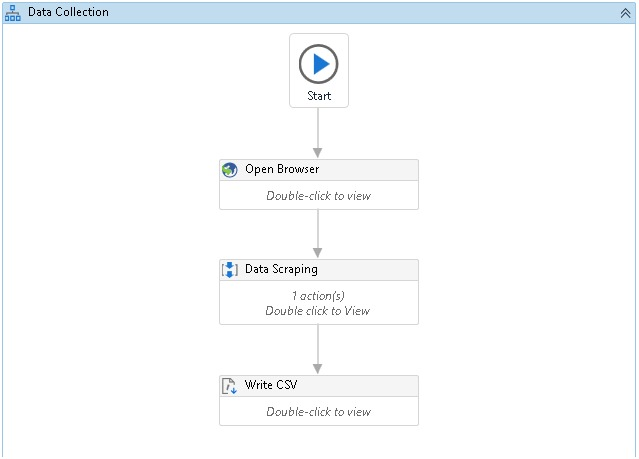 Data Collection
Start
Open Browser
Double-click to view
Data Scraping
1 action(s)
Double click to View
Write CSV
Double-click to view